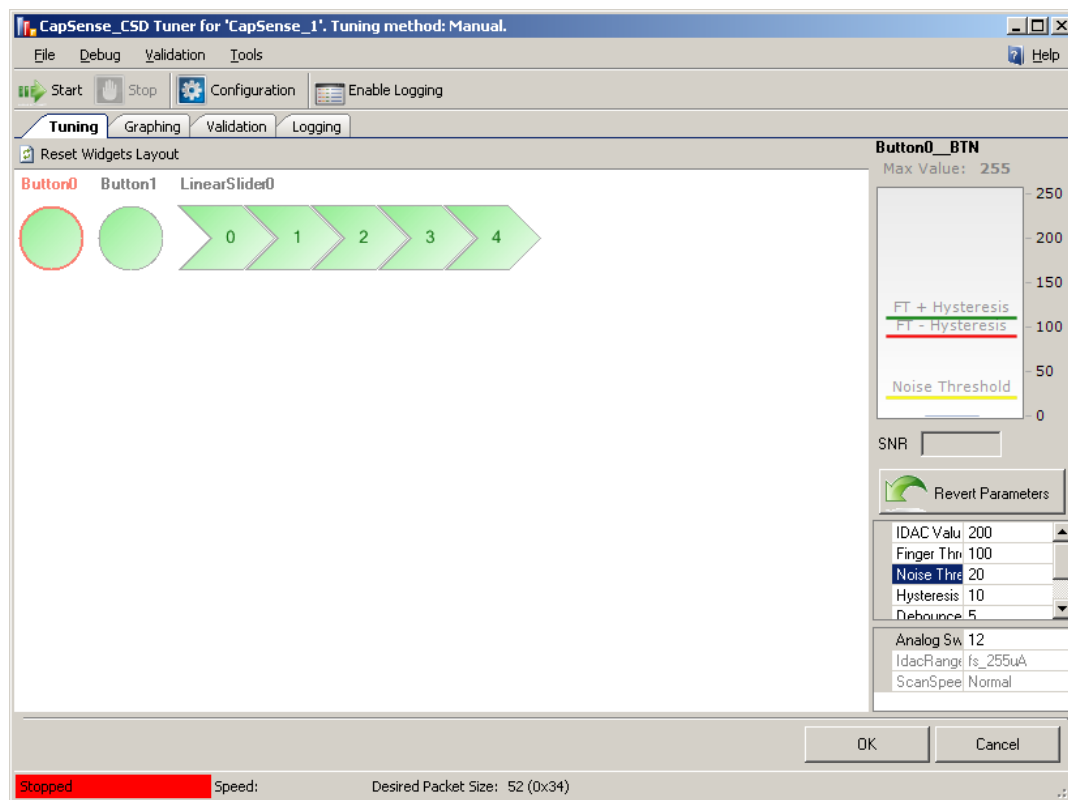 CapSense_CSD Tuner for 'CapSense_1'. Tuning method: Manual.
File Debug Validation Tools Help
Start Stop Configuration Enable Logging
Tuning Graphing Validation Logging
Reset Widgets Layout
Button0 Button1 LinearSlider0
0 1 2 3 4
Button0__BTN
Max Value: 255
250
200
150
FT + Hysteresis
FT - Hysteresis
100
50
Noise Threshold
0
SNR
Revert Parameters
IDAC Valu 200
Finger Thr 100
Noise Thre 20
Hysteresis 10
Debounce 5
Analog Sw 12
IdacRange fs_255uA
ScanSpee Normal
OK Cancel
Stopped Speed: Desired Packet Size: 52 (0x34)